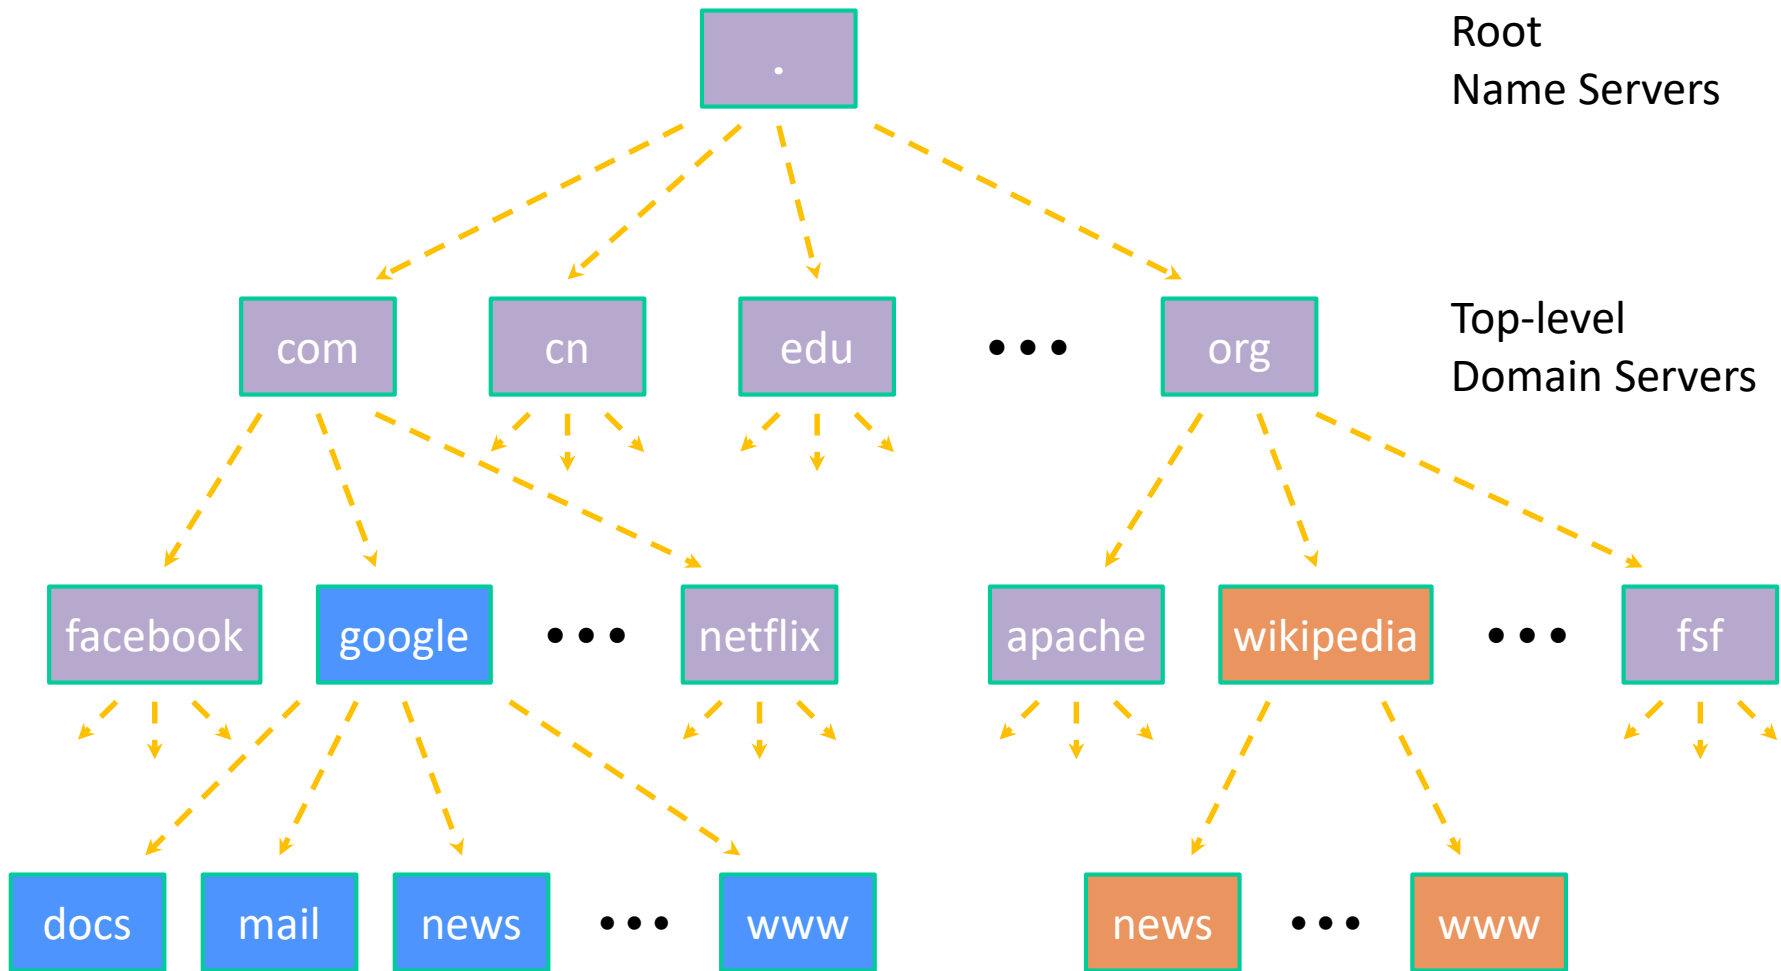 .
Root
Name Servers
com
cn
edu
•••
org
Top-level
Domain Servers
facebook
google
•••
netflix
apache
wikipedia
•••
fsf
docs
mail
news
•••
www
news
•••
www